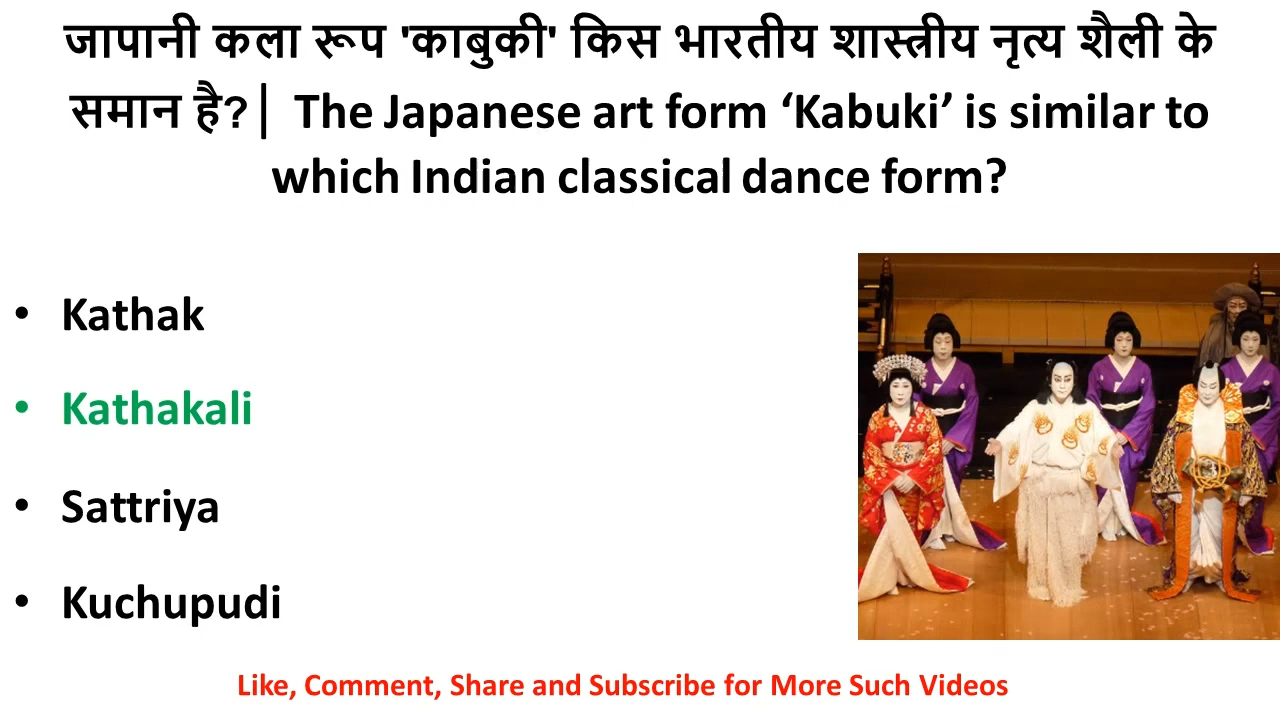 जापानी कला रूप 'काबुकी' किस भारतीय शास्त्रीय नृत्य शैली के
समान है?| The Japanese art form ‘Kabuki’ is similar to
which Indian classical dance form?
• Kathak
• Kathakali
• Sattriya
• Kuchupudi
Like, Comment, Share and Subscribe for More Such Videos